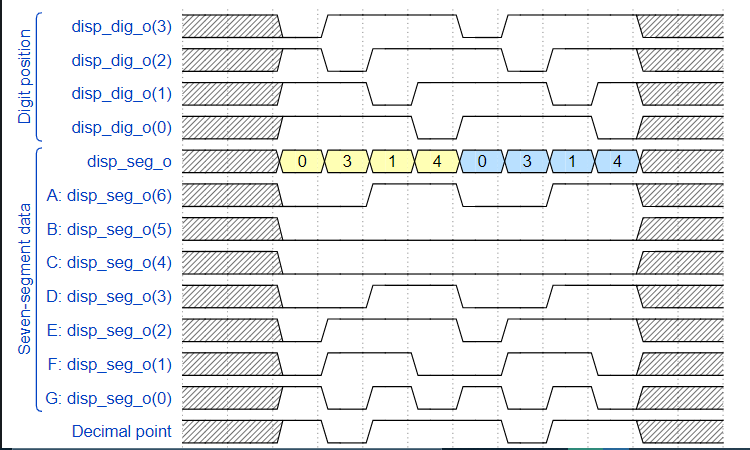 Digit position
disp_dig_o(3)
disp_dig_o(2)
disp_dig_o(1)
disp_dig_o(0)
disp_seg_o 0 3 1 4 0 3 1 4
Seven-segment data
A: disp_seg_o(6)
B: disp_seg_o(5)
C: disp_seg_o(4)
D: disp_seg_o(3)
E: disp_seg_o(2)
F: disp_seg_o(1)
G: disp_seg_o(0)
Decimal point